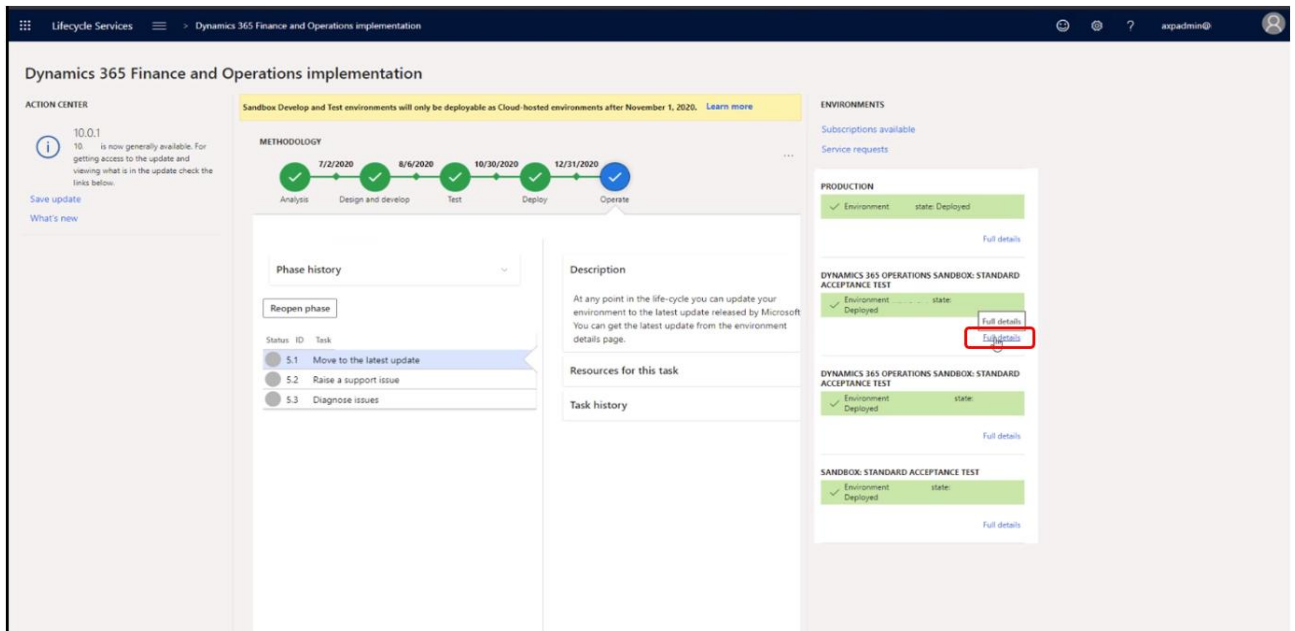 Lifecycle Services > Dynamics 365 Finance and Operations implementation ? axpadmin@
Dynamics 365 Finance and Operations implementation
ACTION CENTER
10.0.1
10. is now generally available. For
getting access to the update and
viewing what is in the update check the
links below.
Save update
What's new
Sandbox Develop and Test environments will only be deployable as Cloud-hosted environments after November 1, 2020. Learn more
METHODOLOGY
...
7/2/2020 8/6/2020 10/30/2020 12/31/2020
Analysis Design and develop Test Deploy Operate
Phase history
Reopen phase
Status ID Task
5.1 Move to the latest update
5.2 Raise a support issue
5.3 Diagnose issues
Description
At any point in the life-cycle you can update your
environment to the latest update released by Microsoft
You can get the latest update from the environment
details page.
Resources for this task
Task history
ENVIRONMENTS
Subscriptions available
Service requests
PRODUCTION
Environment state: Deployed
Full details
DYNAMICS 365 OPERATIONS SANDBOX: STANDARD
ACCEPTANCE TEST
Environment state:
Deployed
Full details
Full details
DYNAMICS 365 OPERATIONS SANDBOX: STANDARD
ACCEPTANCE TEST
Environment state:
Deployed
Full details
SANDBOX: STANDARD ACCEPTANCE TEST
Environment state:
Deployed
Full details